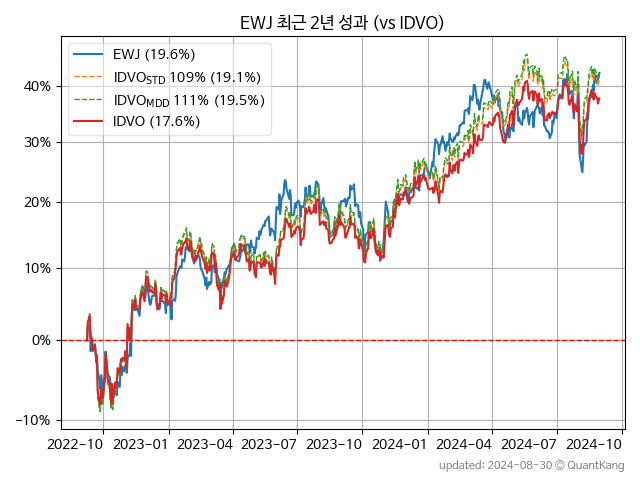 EWJ 최근 2년 성과 (vs IDVO)
EWJ (19.6%)
IDVOSTD 109% (19.1%)
IDVOMDD 111% (19.5%)
IDVO (17.6%)
40%
30%
20%
10%
0%
−10%
2022-10 2023-01 2023-04 2023-07 2023-10 2024-01 2024-04 2024-07 2024-10
updated: 2024-08-30 © QuantKang